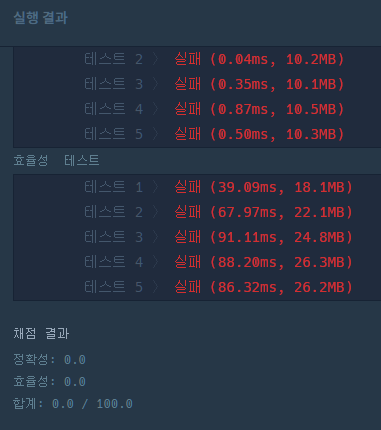 실행 결과
테스트 2 〉 실패 (0.04ms, 10.2MB)
테스트 3 〉 실패 (0.35ms, 10.1MB)
테스트 4 〉 실패 (0.87ms, 10.5MB)
테스트 5 〉 실패 (0.50ms, 10.3MB)
효율성 테스트
테스트 1 〉 실패 (39.09ms, 18.1MB)
테스트 2 〉 실패 (67.97ms, 22.1MB)
테스트 3 〉 실패 (91.11ms, 24.8MB)
테스트 4 〉 실패 (88.20ms, 26.3MB)
테스트 5 〉 실패 (86.32ms, 26.2MB)
채점 결과
정확성: 0.0
효율성: 0.0
합계: 0.0 / 100.0